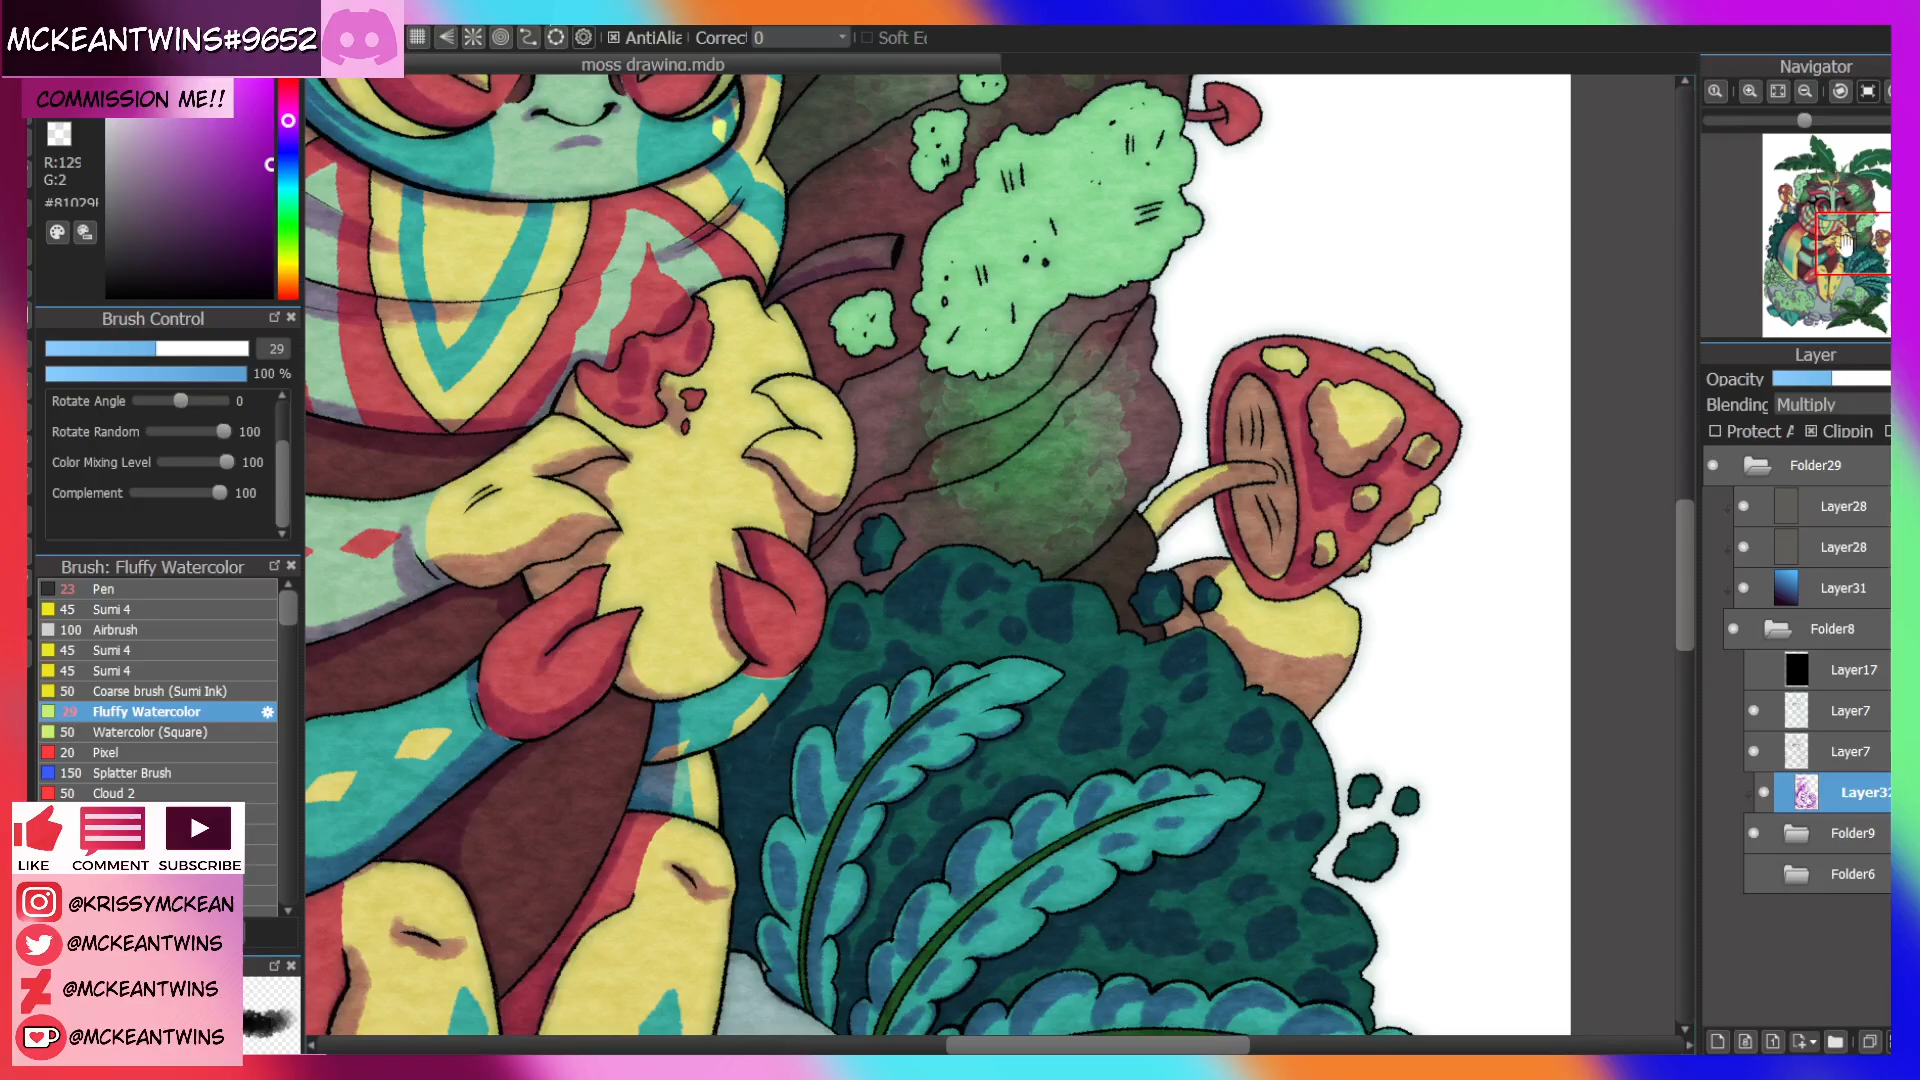 MCKEANTWINS#9652
COMMISSION ME!!
AntiAlia
Correct
0
Soft E
moss drawing.mdp
R:129
G:2
#81029
Brush Control
29
100 %
Rotate Angle 0
Rotate Random 100
Color Mixing Level 100
Complement 100
Brush: Fluffy Watercolor
23 Pen
45 Sumi 4
100 Airbrush
45 Sumi 4
45 Sumi 4
50 Coarse brush (Sumi Ink)
29 Fluffy Watercolor
50 Watercolor (Square)
20 Pixel
150 Splatter Brush
50 Cloud 2
LIKE COMMENT SUBSCRIBE
@KRISSYMCKEAN
@MCKEANTWINS
@MCKEANTWINS
@MCKEANTWINS
Navigator
Layer
Opacity
Blending Multiply
Protect A Clippin
Folder29
Layer28
Layer28
Layer31
Folder8
Layer17
Layer7
Layer7
Layer32
Folder9
Folder6